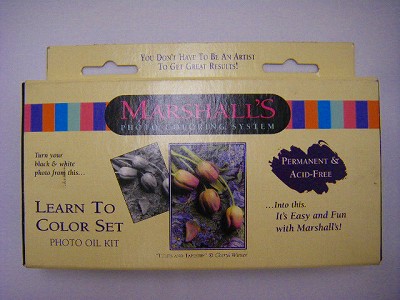 YOU DON'T HAVE TO BE AN ARTIST
TO GET GREAT RESULTS!
MARSHALL'S
PHOTO COLORING SYSTEM
Turn your
black & white
photo from this...
PERMANENT &
ACID-FREE
LEARN TO
COLOR SET
PHOTO OIL KIT
...Into this.
It's Easy and Fun
with Marshall's!